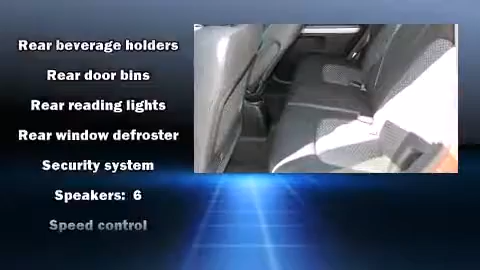 Rear beverage holders
Rear door bins
Rear reading lights
Rear window defroster
Security system
Speakers:  6
Speed control